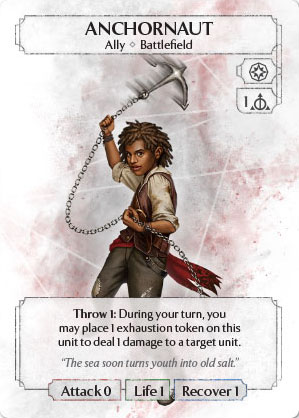 ANCHORNAUT
Ally ◇ Battlefield
1
Throw 1: During your turn, you
may place 1 exhaustion token on this
unit to deal 1 damage to a target unit.
"The sea soon turns youth into old salt."
Attack 0 Life 1 Recover 1